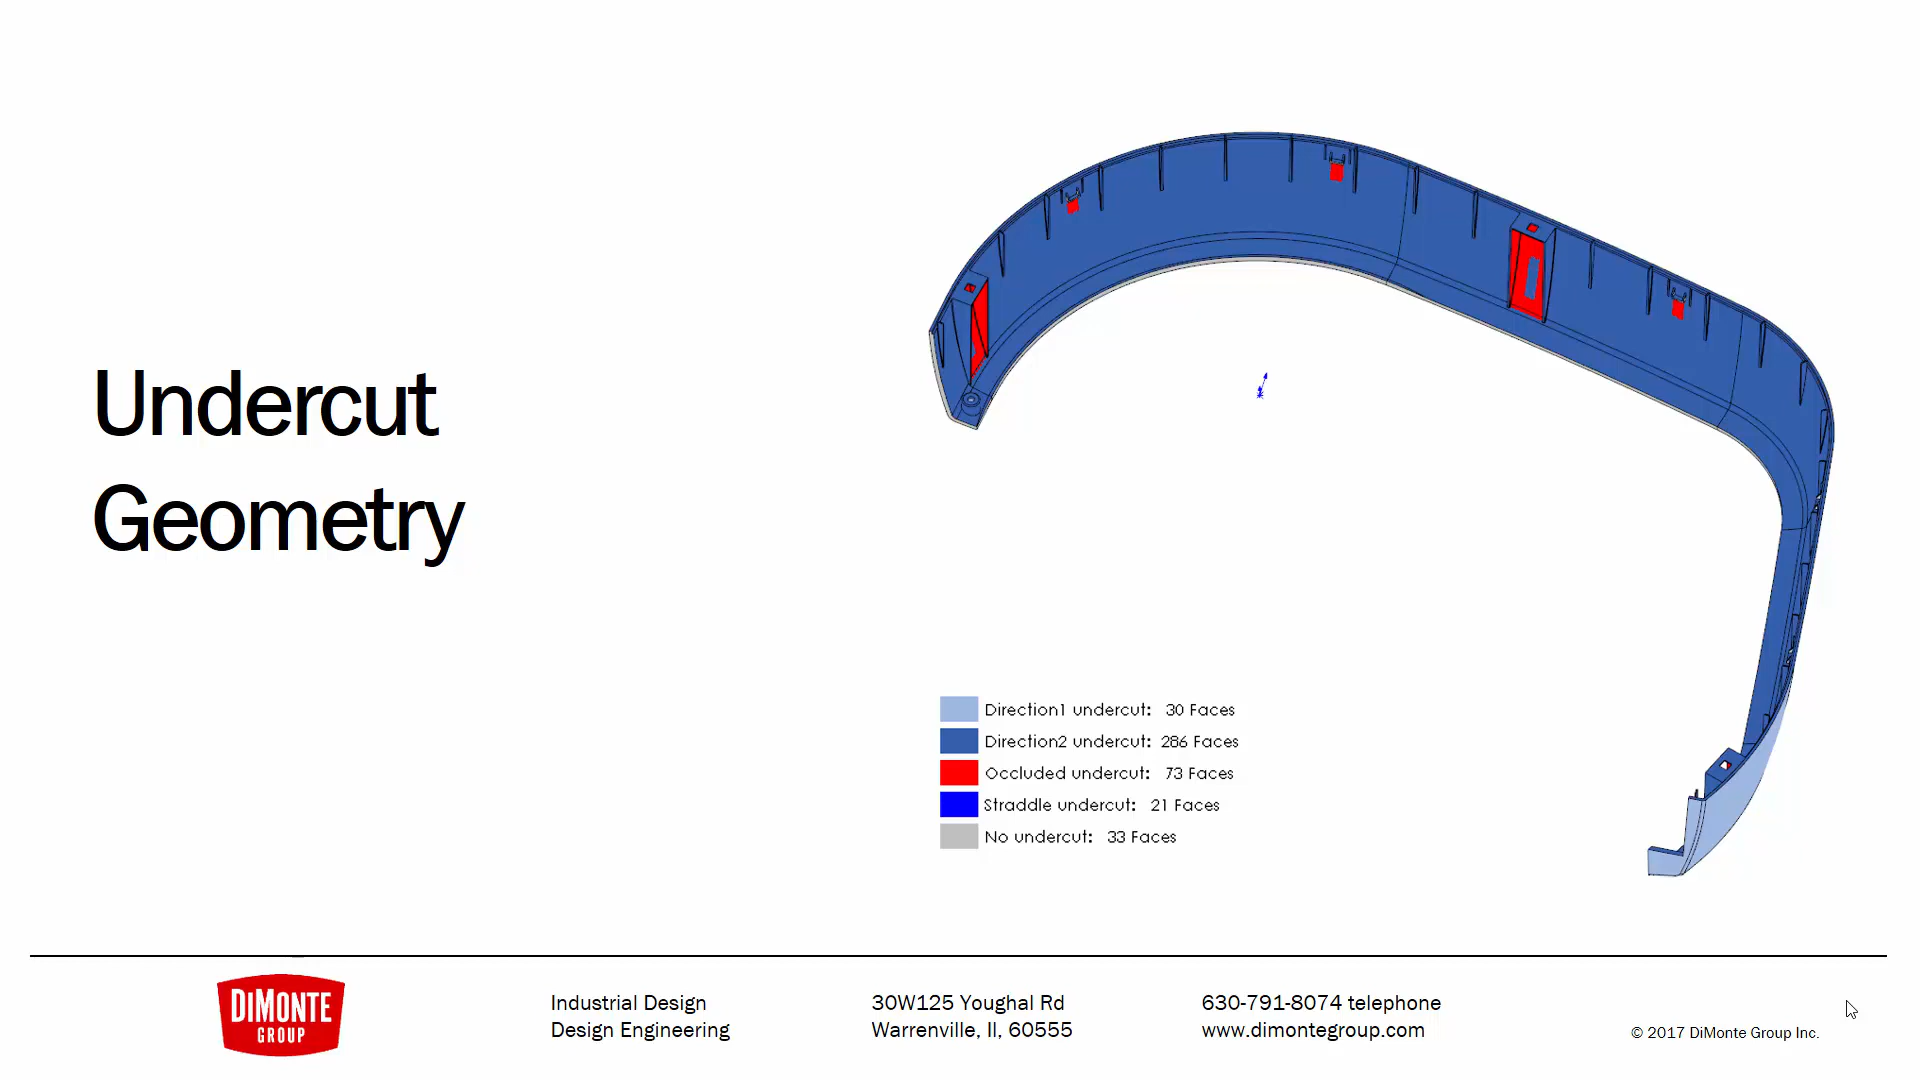 Undercut
Geometry
Direction1 undercut: 30 Faces
Direction2 undercut: 286 Faces
Occluded undercut: 73 Faces
Straddle undercut: 21 Faces
No undercut: 33 Faces
DIMONTE
GROUP
Industrial Design
Design Engineering
30W125 Youghal Rd
Warrenville, Il, 60555
630-791-8074 telephone
www.dimontegroup.com
© 2017 DiMonte Group Inc.